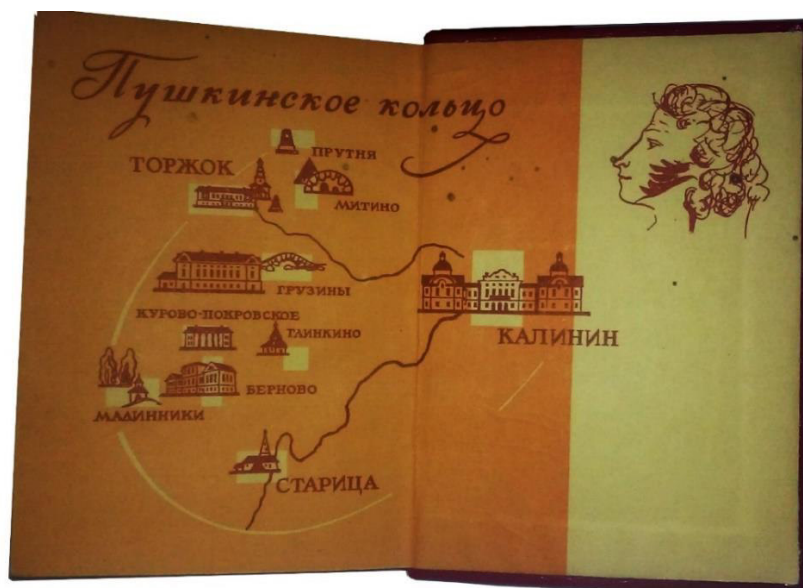 Пушкинское кольцо
ПРУТНЯ
ТОРЖОК
МИТИНО
ГРУЗИНЫ
КУРОВО-ПОКРОВСКОЕ
ГЛИНКИНО
КАЛИНИН
БЕРНОВО
МАЛИННИКИ
СТАРИЦА